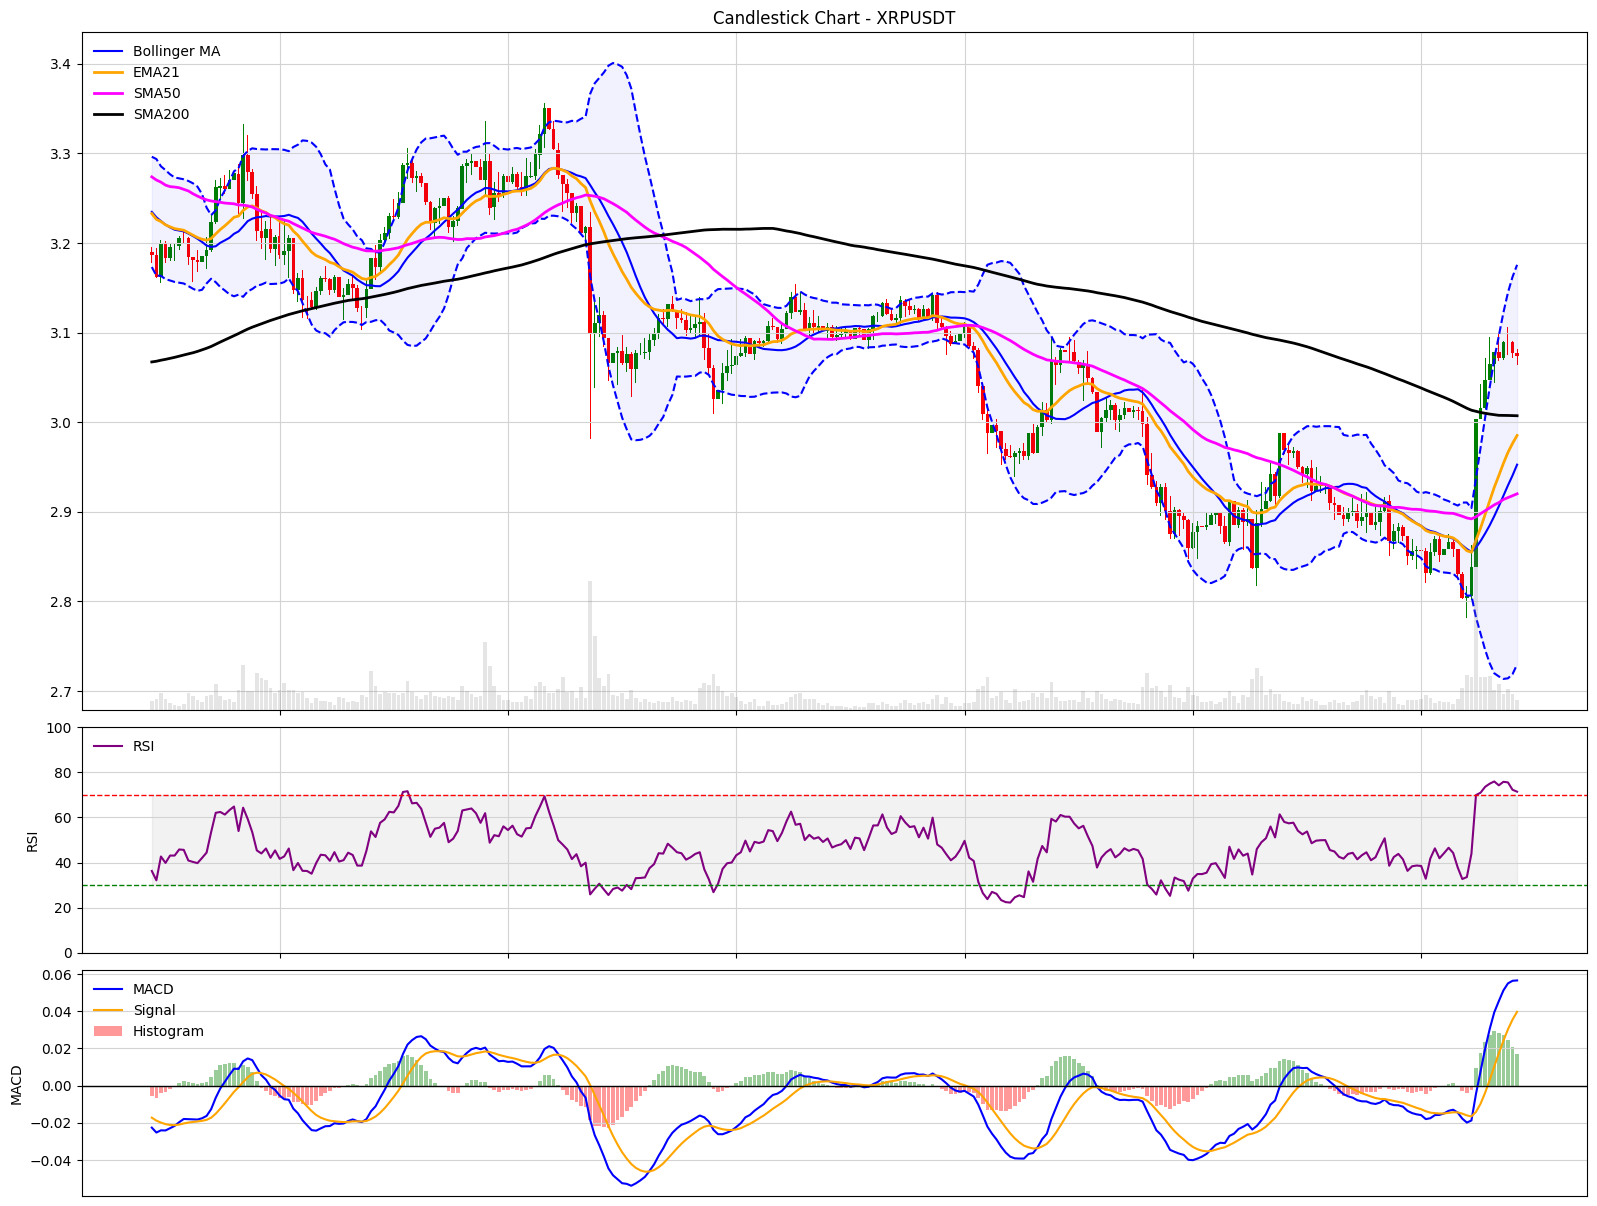 Candlestick Chart - XRPUSDT
Bollinger MA
EMA21
SMA50
SMA200
3.4
3.3
3.2
3.1
3.0
2.9
2.8
2.7
RSI
RSI
100
80
60
40
20
0
MACD
Signal
Histogram
MACD
0.06
0.04
0.02
0.00
−0.02
−0.04